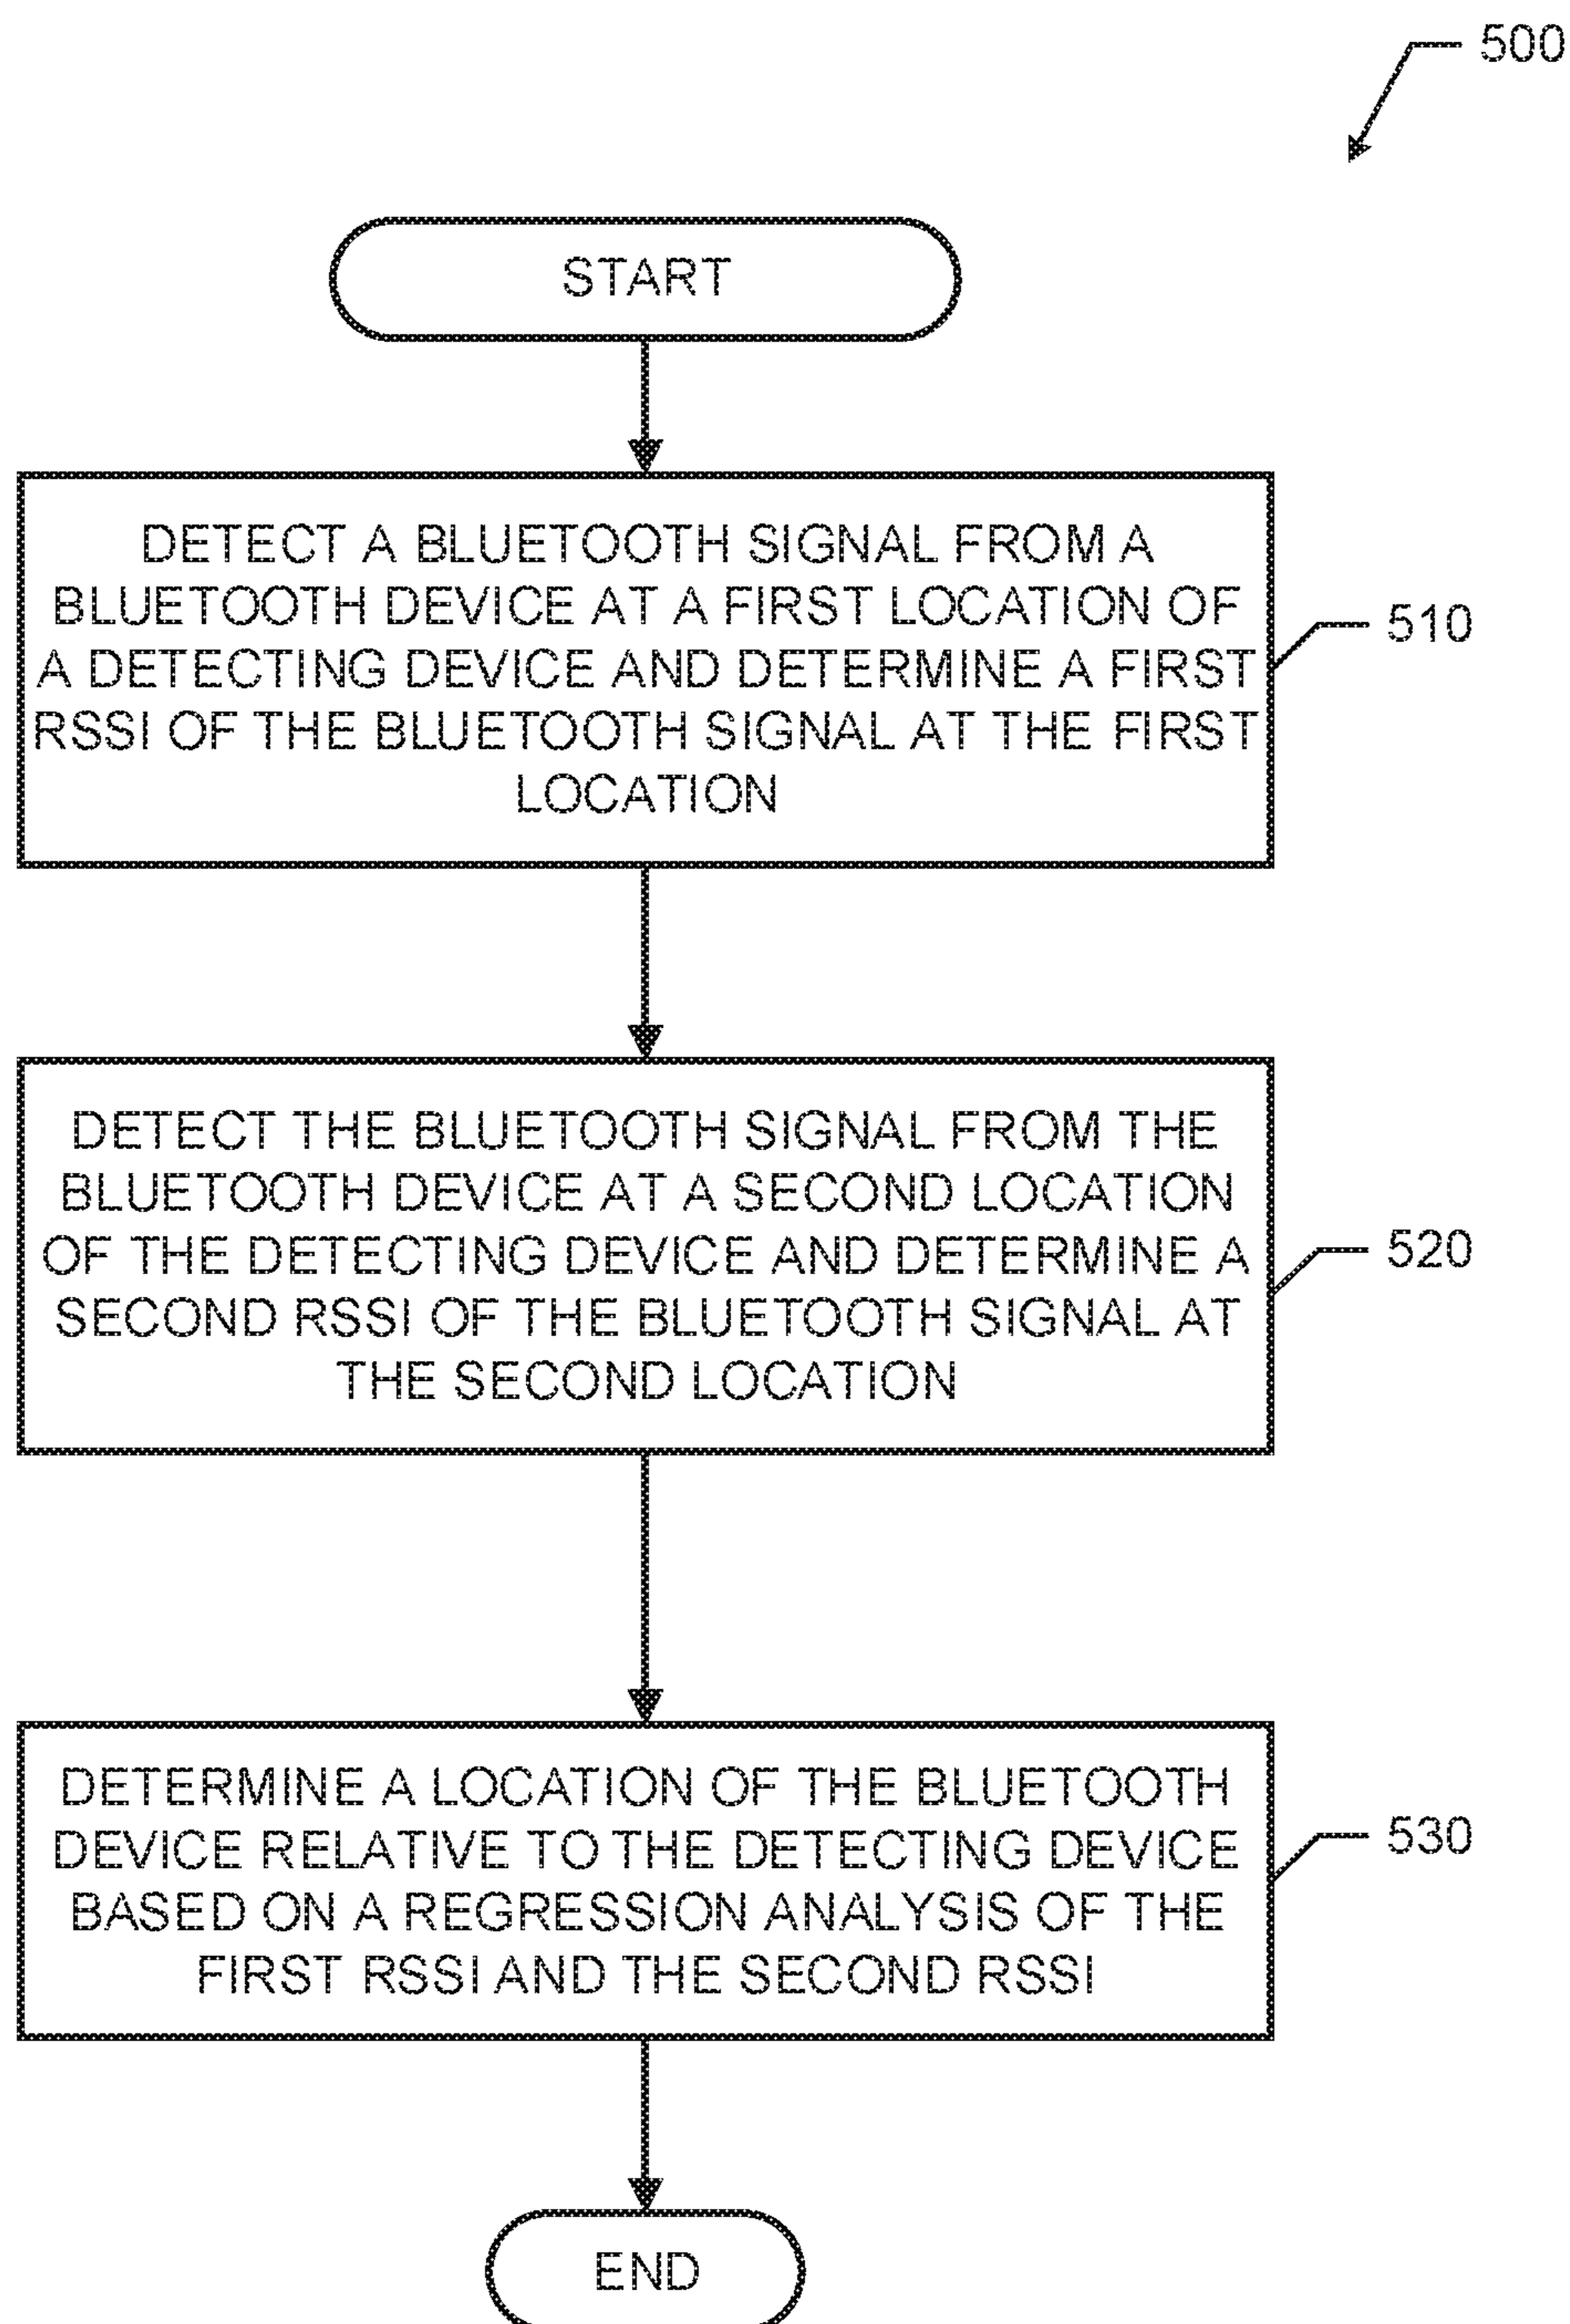 500
START
DETECT A BLUETOOTH SIGNAL FROM A
BLUETOOTH DEVICE AT A FIRST LOCATION OF
A DETECTING DEVICE AND DETERMINE A FIRST
RSSI OF THE BLUETOOTH SIGNAL AT THE FIRST
LOCATION
510
DETECT THE BLUETOOTH SIGNAL FROM THE
BLUETOOTH DEVICE AT A SECOND LOCATION
OF THE DETECTING DEVICE AND DETERMINE A
SECOND RSSI OF THE BLUETOOTH SIGNAL AT
THE SECOND LOCATION
520
DETERMINE A LOCATION OF THE BLUETOOTH
DEVICE RELATIVE TO THE DETECTING DEVICE
BASED ON A REGRESSION ANALYSIS OF THE
FIRST RSSI AND THE SECOND RSSI
530
END